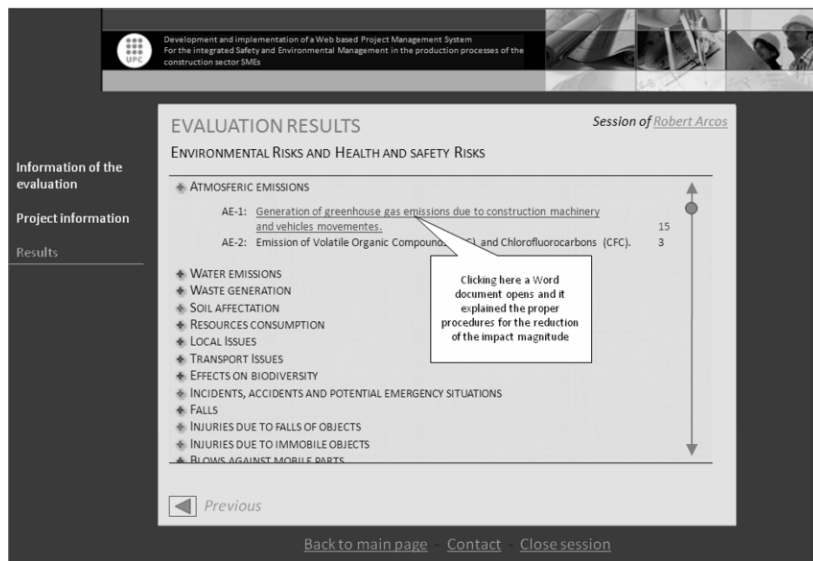 UPC
Development and implementation of a Web based Project Management System
For the integrated Safety and Environmental Management in the production processes of the
construction sector SMEs
EVALUATION RESULTS
Session of Robert Arcos
ENVIRONMENTAL RISKS AND HEALTH AND SAFETY RISKS
Information of the
evaluation
Project information
Results
ATMOSFERIC EMISSIONS
AE-1: Generation of greenhouse gas emissions due to construction machinery
and vehicles movementes. 15
AE-2: Emission of Volatile Organic Compounds and Chlorofluorocarbons (CFC). 3
Clicking here a Word
document opens and it
explained the proper
procedures for the reduction
of the impact magnitude
WATER EMISSIONS
WASTE GENERATION
SOIL AFFECTATION
RESOURCES CONSUMPTION
LOCAL ISSUES
TRANSPORT ISSUES
EFFECTS ON BIODIVERSITY
INCIDENTS, ACCIDENTS AND POTENTIAL EMERGENCY SITUATIONS
FALLS
INJURIES DUE TO FALLS OF OBJECTS
INJURIES DUE TO IMMOBILE OBJECTS
BLOWS AGAINST MOBILE PARTS
Previous
Back to main page - Contact - Close session